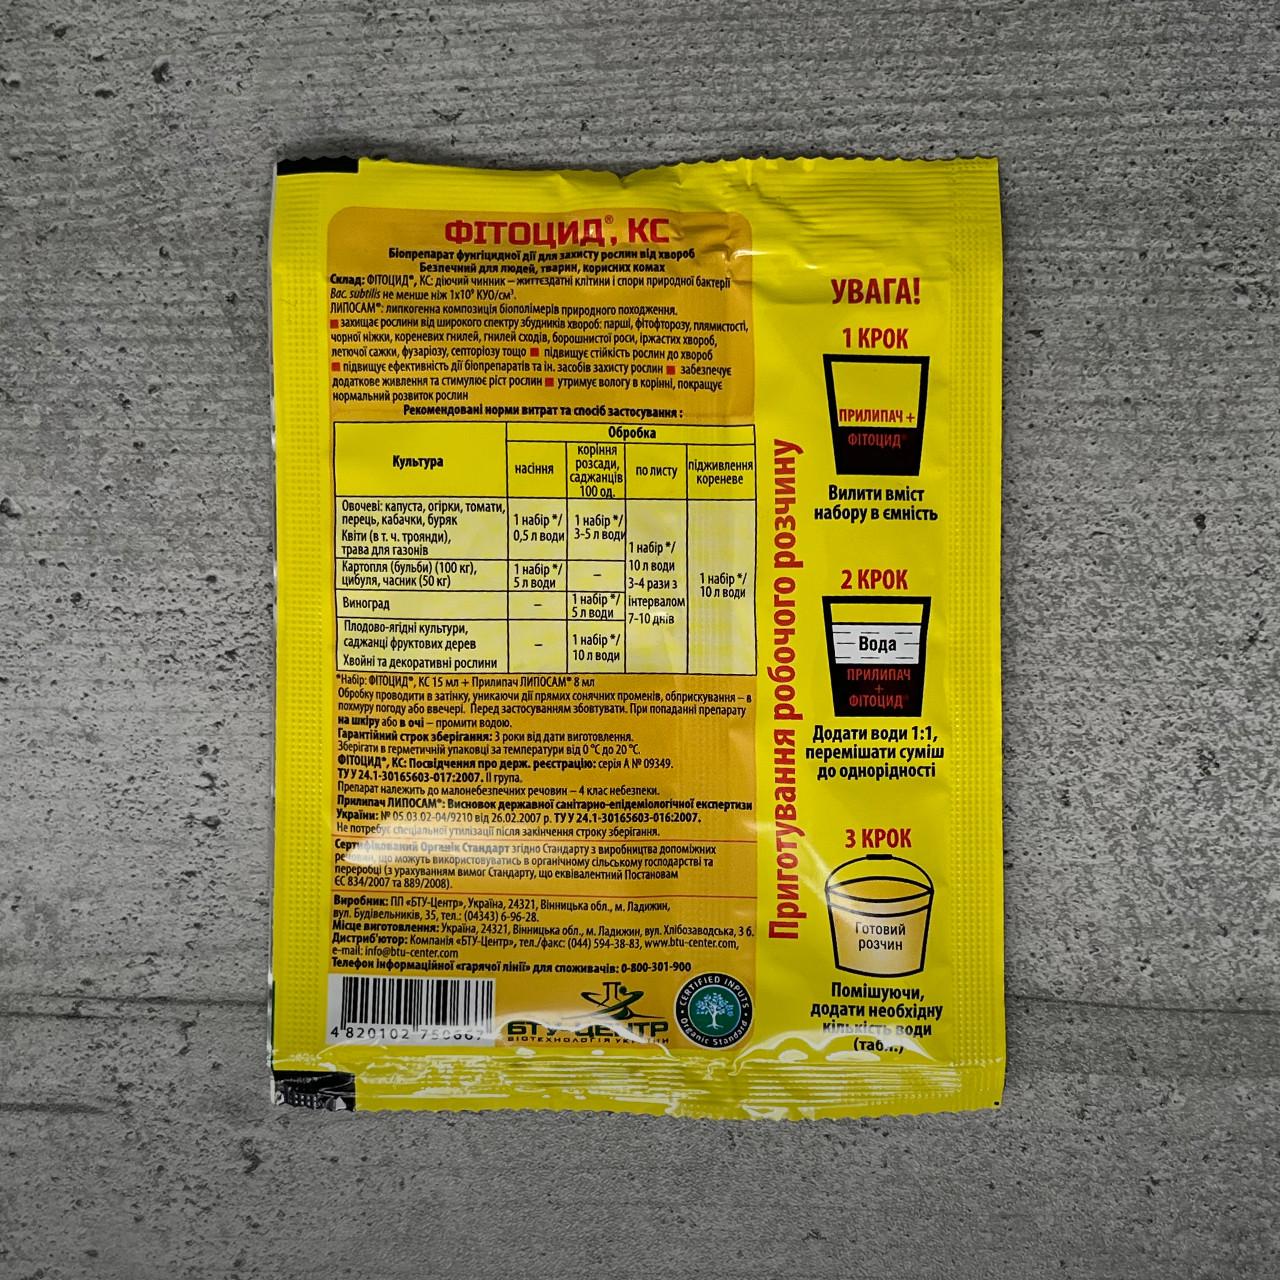 ФІТОЦИД®, КС
Біопрепарат фунгіцидної дії для захисту рослин від хвороб
Безпечний для людей, тварин, корисних комах
Склад: ФІТОЦИД®, КС: діючий чинник – життєздатні клітини і спори природної бактерії
Bac. subtilis не менше ніж 1х10⁹ КУО/см³.
ЛИПОСАМ®: липкогенна композиція біополімерів природного походження.
захищає рослини від широкого спектру збудників хвороб: парші, фітофторозу, плямистості,
чорної ніжки, кореневих гнилей, гнилей сходів, борошнистої роси, іржастих хвороб,
летючої сажки, фузаріозу, септоріозу тощо ■ підвищує стійкість рослин до хвороб
■ підвищує ефективність дії біопрепаратів та ін. засобів захисту рослин ■ забезпечує
додаткове живлення та стимулює ріст рослин ■ утримує вологу в корінні, покращує
нормальний розвиток рослин
Рекомендовані норми витрат та спосіб застосування :
Культура
Обробка
насіння
коріння
розсади,
саджанців
100 од.
по листу
підживлення
кореневе
Овочеві: капуста, огірки, томати,
перець, кабачки, буряк
Квіти (в т. ч. троянди),
трава для газонів
1 набір */
0,5 л води
1 набір */
3-5 л води
1 набір */
10 л води
3-4 рази з
інтервалом
7-10 днів
1 набір */
10 л води
Картопля (бульби) (100 кг),
цибуля, часник (50 кг)
1 набір */
5 л води
–
Виноград
–
1 набір */
5 л води
Плодово-ягідні культури,
саджанці фруктових дерев
Хвойні та декоративні рослини
–
1 набір */
10 л води
*Набір: ФІТОЦИД®, КС 15 мл + Прилипач ЛИПОСАМ® 8 мл
Обробку проводити в затінку, уникаючи дії прямих сонячних променів, обприскування – в
похмуру погоду або ввечері. Перед застосуванням збовтувати. При попаданні препарату
на шкіру або в очі – промити водою.
Гарантійний строк зберігання: 3 роки від дати виготовлення.
Зберігати в герметичній упаковці за температури від 0 °С до 20 °С.
ФІТОЦИД®, КС: Посвідчення про держ. реєстрацію: серія А № 09349.
ТУ У 24.1-30165603-017:2007. II група.
Препарат належить до малонебезпечних речовин – 4 клас небезпеки.
Прилипач ЛИПОСАМ®: Висновок державної санітарно-епідеміологічної експертизи
України: № 05.03.02-04/9210 від 26.02.2007 р. ТУ У 24.1-30165603-016:2007.
Не потребує спеціальної утилізації після закінчення строку зберігання.
Сертифікований Органік Стандарт згідно Стандарту з виробництва допоміжних
речовин, що можуть використовуватись в органічному сільському господарстві та
переробці (з урахуванням вимог Стандарту, що еквівалентний Постановам
ЄС 834/2007 та 889/2008).
Виробник: ПП «БТУ-Центр», Україна, 24321, Вінницька обл., м. Ладижин,
вул. Будівельників, 35, тел.: (04343) 6-96-28.
Місце виготовлення: Україна, 24321, Вінницька обл., м. Ладижин, вул. Хлібозаводська, 3 б.
Дистриб'ютор: Компанія «БТУ-Центр», тел./факс: (044) 594-38-83, www.btu-center.com,
e-mail: info@btu-center.com
Телефон інформаційної «гарячої лінії» для споживачів: 0-800-301-900
4 820102 750667
БТУ-ЦЕНТР
БІОТЕХНОЛОГІЯ УКРАЇНИ
CERTIFIED INPUTS
Organic Standard
Приготування робочого розчину
УВАГА!
1 КРОК
ПРИЛИПАЧ +
ФІТОЦИД®
Вилити вміст
набору в ємність
2 КРОК
Вода
ПРИЛИПАЧ
+
ФІТОЦИД®
Додати води 1:1,
перемішати суміш
до однорідності
3 КРОК
Готовий
розчин
Помішуючи,
додати необхідну
кількість води
(табл.)